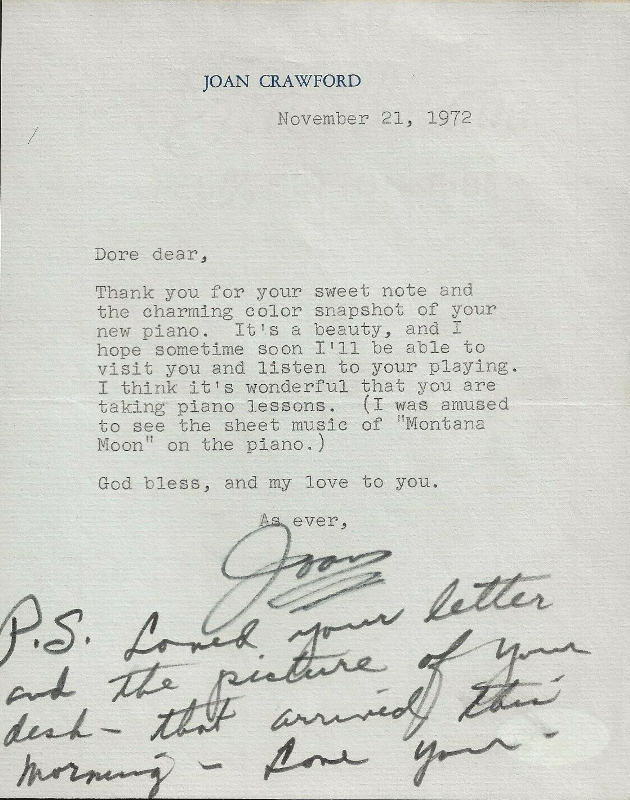 JOAN CRAWFORD
November 21, 1972
Dore dear,
Thank you for your sweet note and
the charming color snapshot of your
new piano. It's a beauty, and I
hope sometime soon I'll be able to
visit you and listen to your playing.
I think it's wonderful that you are
taking piano lessons. (I was amused
to see the sheet music of "Montana
Moon" on the piano.)
God bless, and my love to you.
As ever,
Joan
P.S. Loved your letter
and the picture of your
desk - that arrived this
morning - Love your -